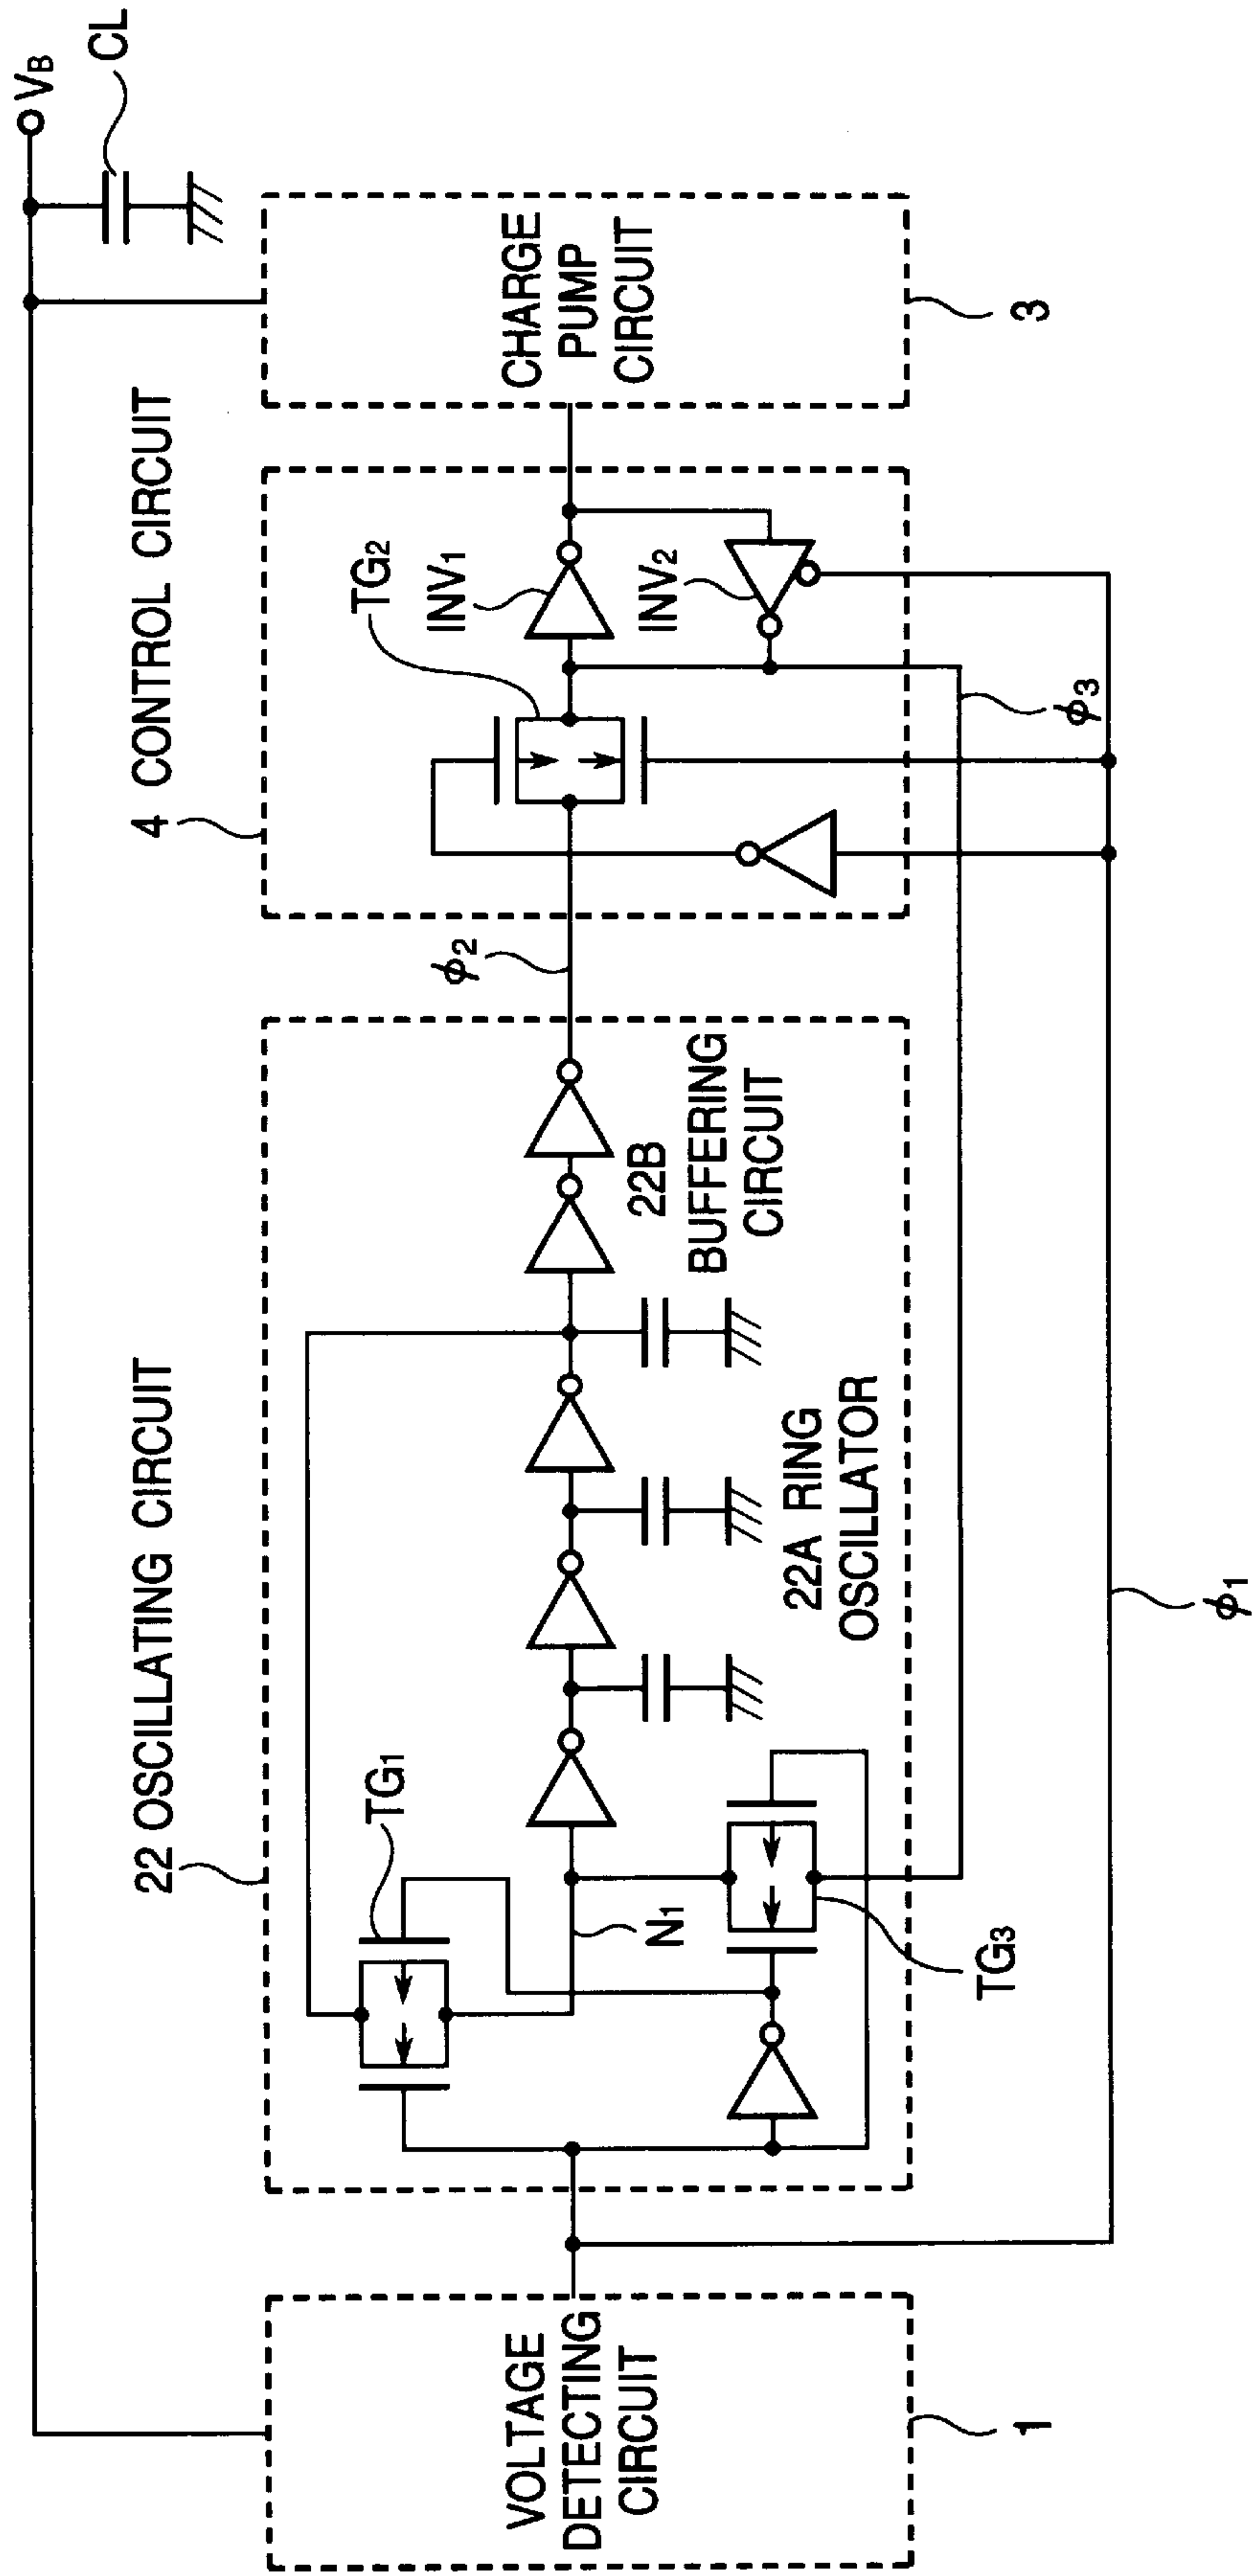 VB
CL
22 OSCILLATING CIRCUIT
4 CONTROL CIRCUIT
TG1
TG2
φ2
INV1
INV2
N1
TG3
VOLTAGE
DETECTING
CIRCUIT
1
22A RING
OSCILLATOR
22B
BUFFERING
CIRCUIT
CHARGE
PUMP
CIRCUIT
3
φ3
φ1